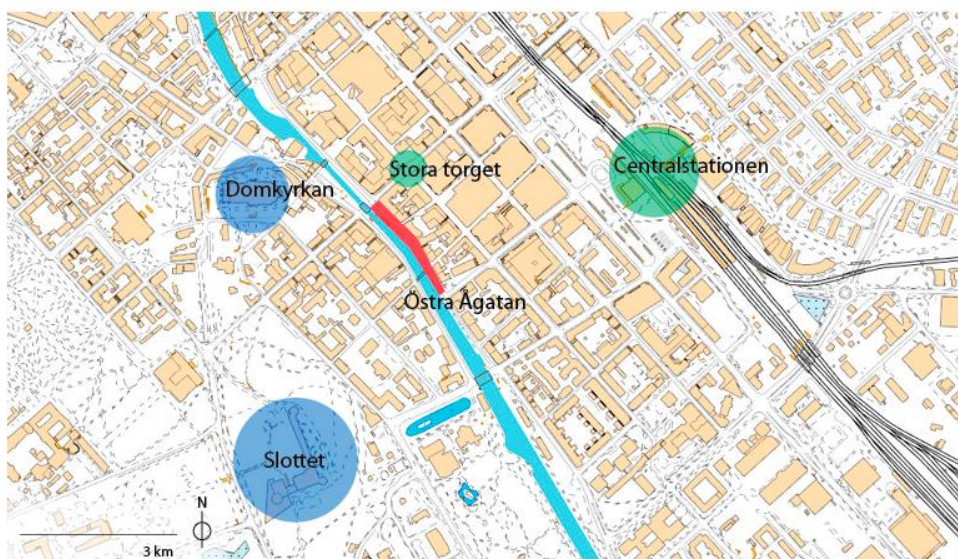 Stora torget
Centralstationen
Domkyrkan
Östra Ågatan
Slottet
N
3 km